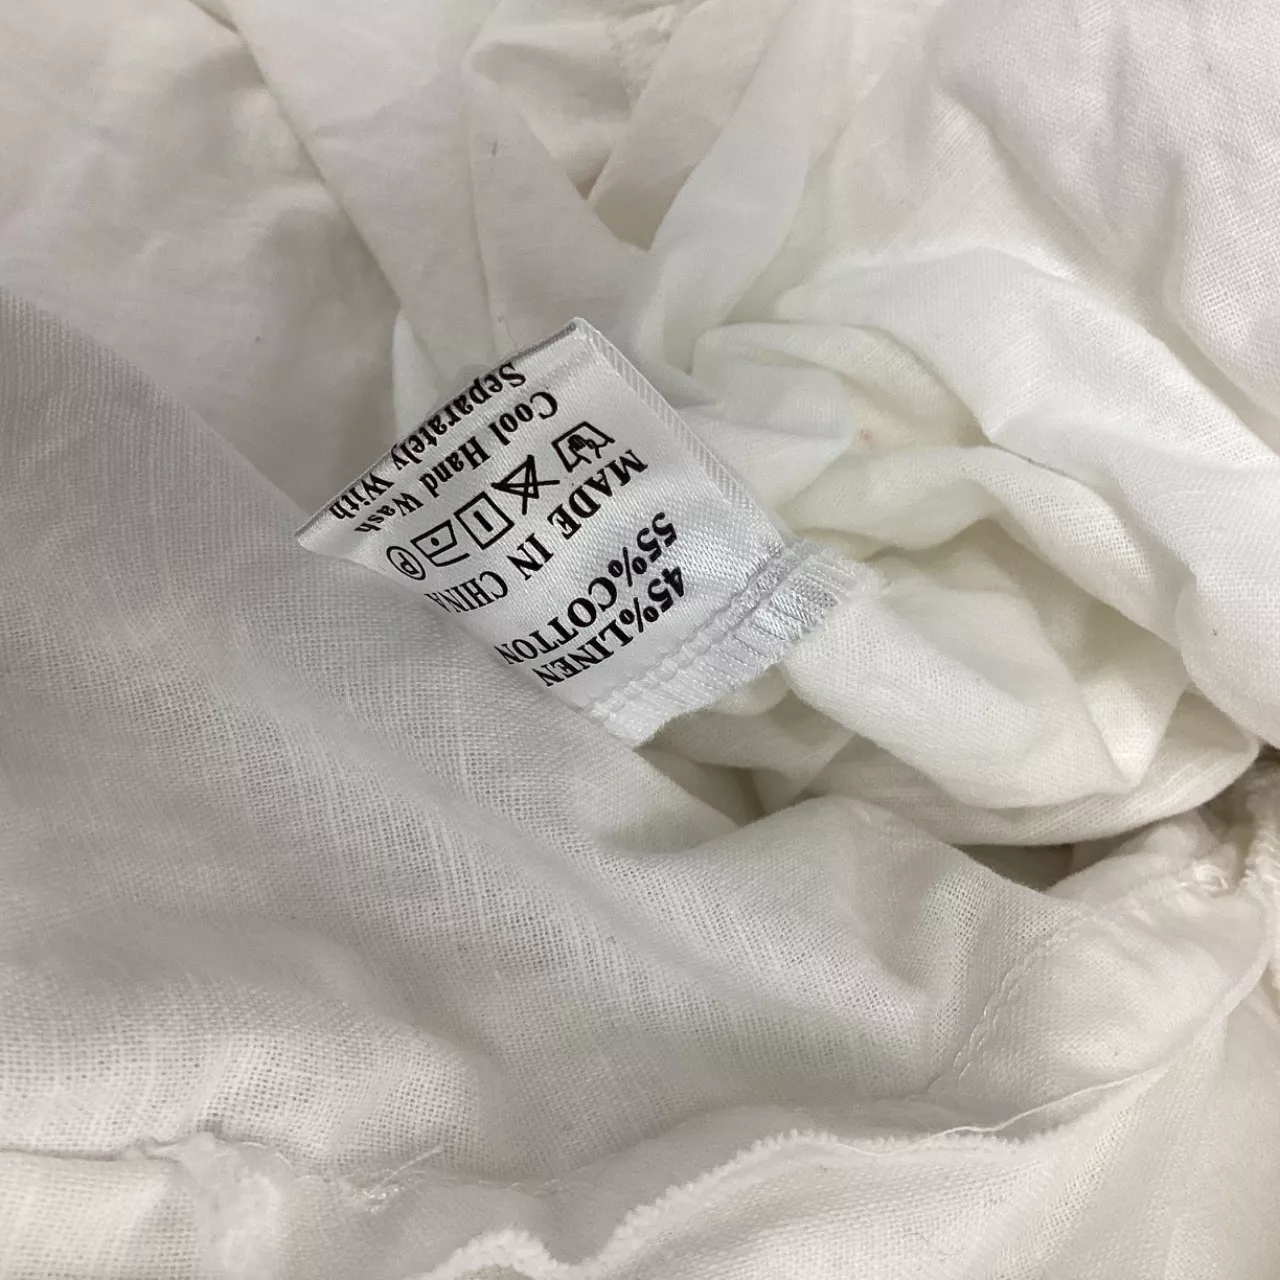 45%LINEN
55%COTTON
MADE IN CHINA
P
Cool Hand Wash
Separately With